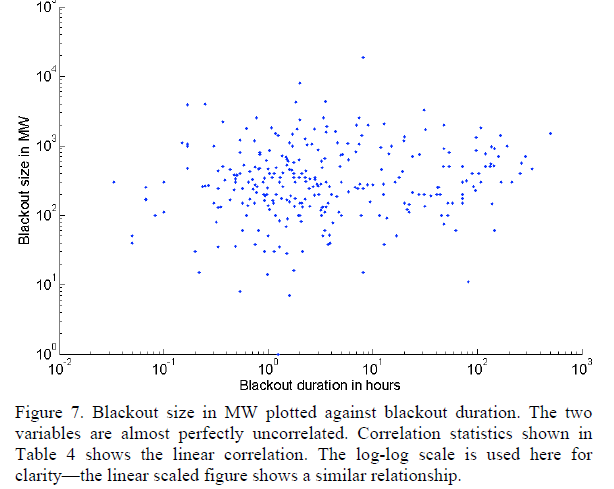 10^5
10^4
10^3
10^2
10^1
10^0
Blackout size in MW
10^-2 10^-1 10^0 10^1 10^2 10^3
Blackout duration in hours
Figure 7. Blackout size in MW plotted against blackout duration. The two
variables are almost perfectly uncorrelated. Correlation statistics shown in
Table 4 shows the linear correlation. The log-log scale is used here for
clarity—the linear scaled figure shows a similar relationship.